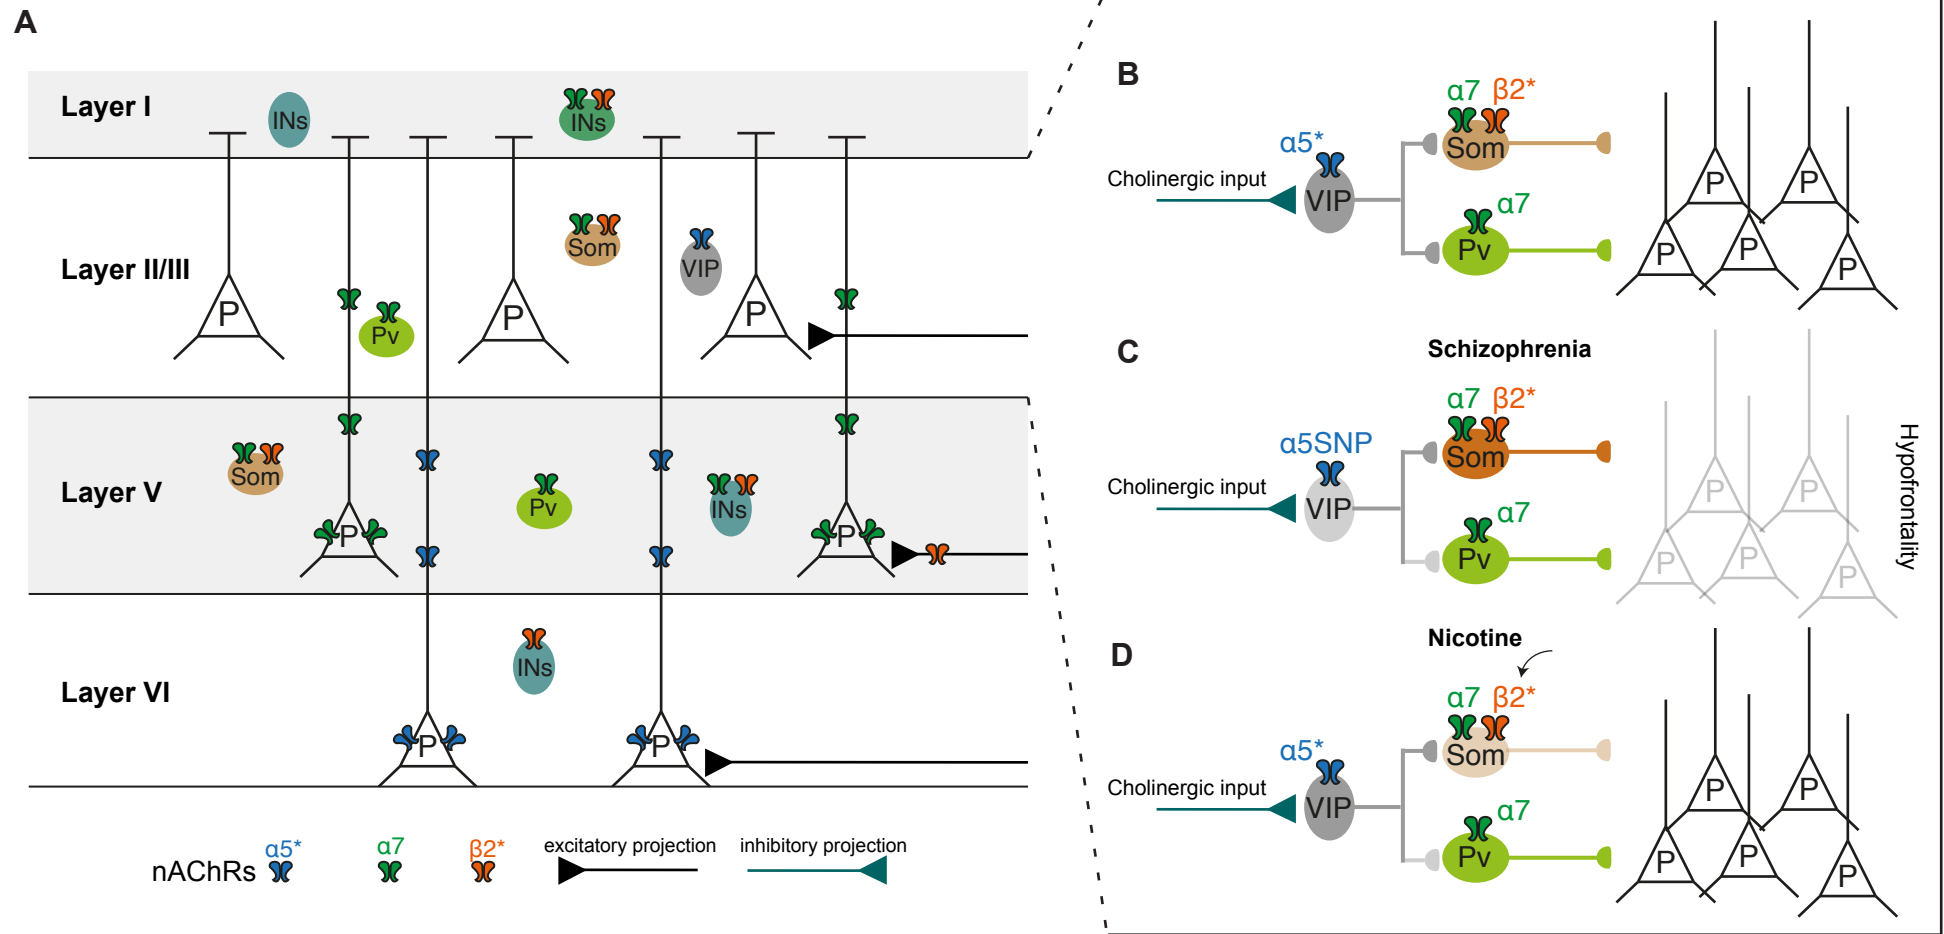 A
Layer I
INs
INs
Layer II/III
Som
VIP
P
P
P
Pv
Layer V
Som
Pv
INs
P
P
Layer VI
INs
P
P
nAChRs
α5*
α7
β2*
excitatory projection
inhibitory projection
B
α7 β2*
α5*
Som
Cholinergic input
VIP
α7
Pv
P
P
P
P
P
C
Schizophrenia
α7 β2*
α5SNP
Som
Cholinergic input
VIP
α7
Pv
P
P
P
P
P
Hypofrontality
D
Nicotine
α7 β2*
α5*
Som
Cholinergic input
VIP
α7
Pv
P
P
P
P
P